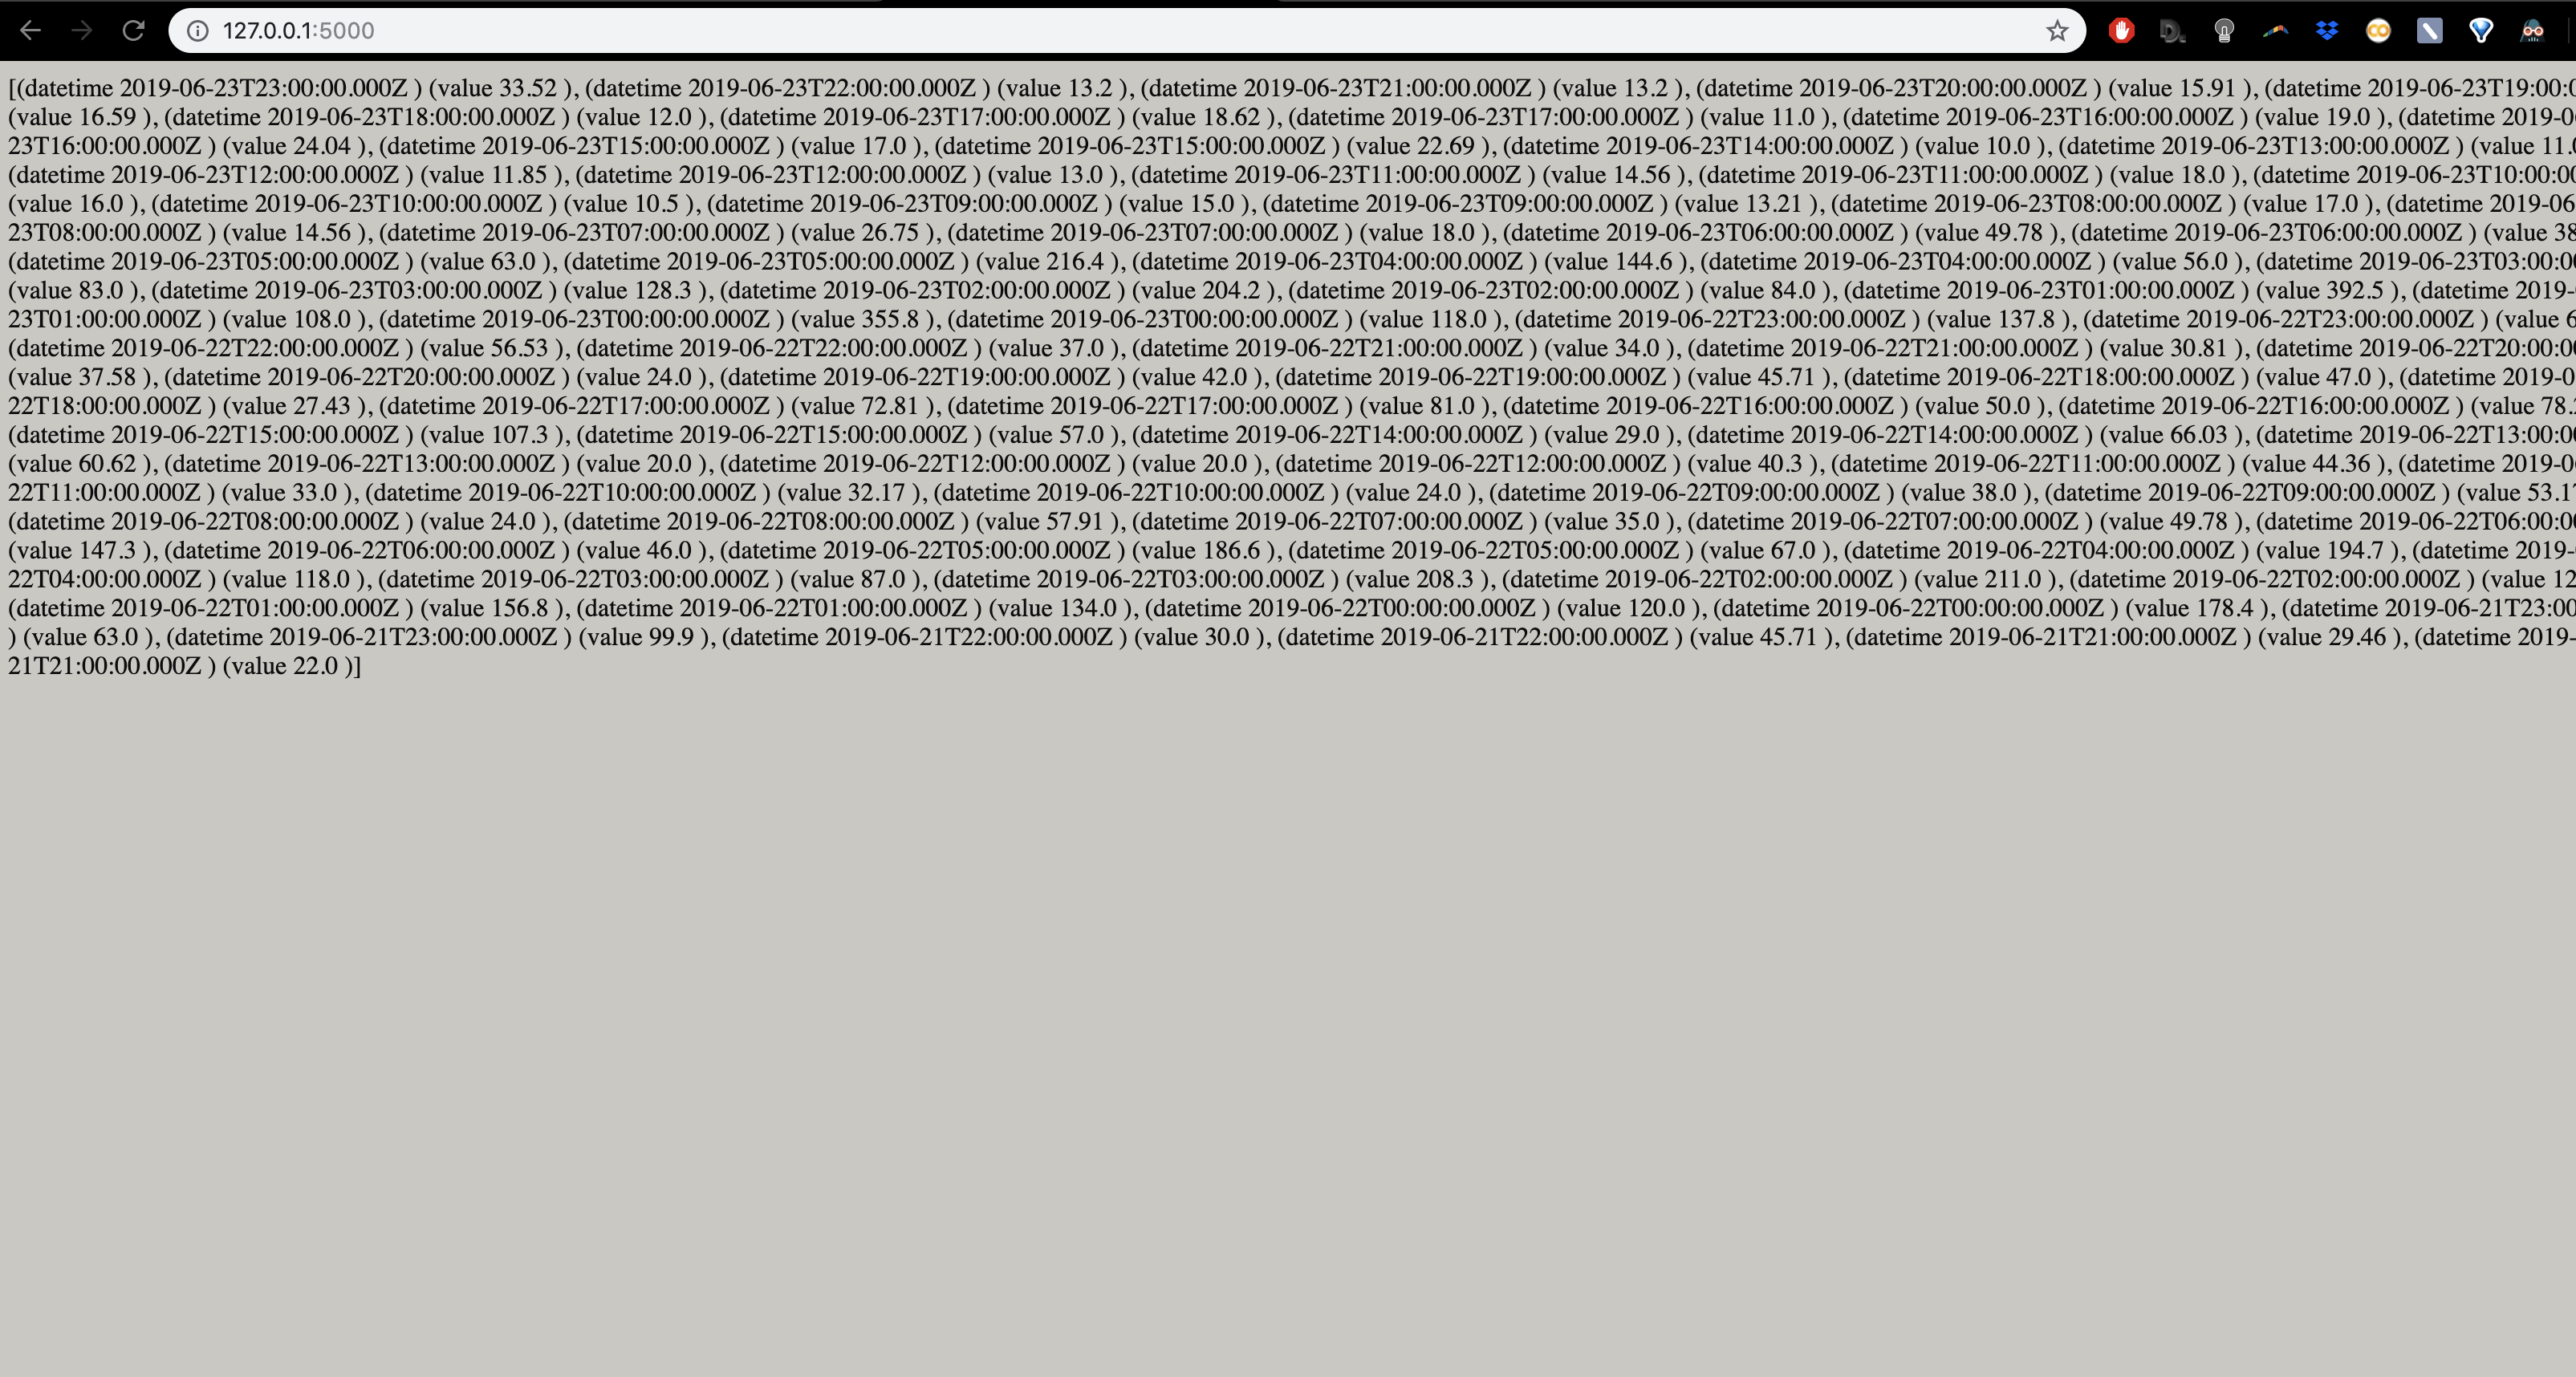 127.0.0.1:5000
[(datetime 2019-06-23T23:00:00.000Z ) (value 33.52 ), (datetime 2019-06-23T22:00:00.000Z ) (value 13.2 ), (datetime 2019-06-23T21:00:00.000Z ) (value 13.2 ), (datetime 2019-06-23T20:00:00.000Z ) (value 15.91 ), (datetime 2019-06-23T19:00:0
(value 16.59 ), (datetime 2019-06-23T18:00:00.000Z ) (value 12.0 ), (datetime 2019-06-23T17:00:00.000Z ) (value 18.62 ), (datetime 2019-06-23T17:00:00.000Z ) (value 11.0 ), (datetime 2019-06-23T16:00:00.000Z ) (value 19.0 ), (datetime 2019-0
23T16:00:00.000Z ) (value 24.04 ), (datetime 2019-06-23T15:00:00.000Z ) (value 17.0 ), (datetime 2019-06-23T15:00:00.000Z ) (value 22.69 ), (datetime 2019-06-23T14:00:00.000Z ) (value 10.0 ), (datetime 2019-06-23T13:00:00.000Z ) (value 11.
(datetime 2019-06-23T12:00:00.000Z ) (value 11.85 ), (datetime 2019-06-23T12:00:00.000Z ) (value 13.0 ), (datetime 2019-06-23T11:00:00.000Z ) (value 14.56 ), (datetime 2019-06-23T11:00:00.000Z ) (value 18.0 ), (datetime 2019-06-23T10:00:0
(value 16.0 ), (datetime 2019-06-23T10:00:00.000Z ) (value 10.5 ), (datetime 2019-06-23T09:00:00.000Z ) (value 15.0 ), (datetime 2019-06-23T09:00:00.000Z ) (value 13.21 ), (datetime 2019-06-23T08:00:00.000Z ) (value 17.0 ), (datetime 2019-06
23T08:00:00.000Z ) (value 14.56 ), (datetime 2019-06-23T07:00:00.000Z ) (value 26.75 ), (datetime 2019-06-23T07:00:00.000Z ) (value 18.0 ), (datetime 2019-06-23T06:00:00.000Z ) (value 49.78 ), (datetime 2019-06-23T06:00:00.000Z ) (value 38
(datetime 2019-06-23T05:00:00.000Z ) (value 63.0 ), (datetime 2019-06-23T05:00:00.000Z ) (value 216.4 ), (datetime 2019-06-23T04:00:00.000Z ) (value 144.6 ), (datetime 2019-06-23T04:00:00.000Z ) (value 56.0 ), (datetime 2019-06-23T03:00:0
(value 83.0 ), (datetime 2019-06-23T03:00:00.000Z ) (value 128.3 ), (datetime 2019-06-23T02:00:00.000Z ) (value 204.2 ), (datetime 2019-06-23T02:00:00.000Z ) (value 84.0 ), (datetime 2019-06-23T01:00:00.000Z ) (value 392.5 ), (datetime 2019-
23T01:00:00.000Z ) (value 108.0 ), (datetime 2019-06-23T00:00:00.000Z ) (value 355.8 ), (datetime 2019-06-23T00:00:00.000Z ) (value 118.0 ), (datetime 2019-06-22T23:00:00.000Z ) (value 137.8 ), (datetime 2019-06-22T23:00:00.000Z ) (value 6
(datetime 2019-06-22T22:00:00.000Z ) (value 56.53 ), (datetime 2019-06-22T22:00:00.000Z ) (value 37.0 ), (datetime 2019-06-22T21:00:00.000Z ) (value 34.0 ), (datetime 2019-06-22T21:00:00.000Z ) (value 30.81 ), (datetime 2019-06-22T20:00:0
(value 37.58 ), (datetime 2019-06-22T20:00:00.000Z ) (value 24.0 ), (datetime 2019-06-22T19:00:00.000Z ) (value 42.0 ), (datetime 2019-06-22T19:00:00.000Z ) (value 45.71 ), (datetime 2019-06-22T18:00:00.000Z ) (value 47.0 ), (datetime 2019-0
22T18:00:00.000Z ) (value 27.43 ), (datetime 2019-06-22T17:00:00.000Z ) (value 72.81 ), (datetime 2019-06-22T17:00:00.000Z ) (value 81.0 ), (datetime 2019-06-22T16:00:00.000Z ) (value 50.0 ), (datetime 2019-06-22T16:00:00.000Z ) (value 78.
(datetime 2019-06-22T15:00:00.000Z ) (value 107.3 ), (datetime 2019-06-22T15:00:00.000Z ) (value 57.0 ), (datetime 2019-06-22T14:00:00.000Z ) (value 29.0 ), (datetime 2019-06-22T14:00:00.000Z ) (value 66.03 ), (datetime 2019-06-22T13:00:0
(value 60.62 ), (datetime 2019-06-22T13:00:00.000Z ) (value 20.0 ), (datetime 2019-06-22T12:00:00.000Z ) (value 20.0 ), (datetime 2019-06-22T12:00:00.000Z ) (value 40.3 ), (datetime 2019-06-22T11:00:00.000Z ) (value 44.36 ), (datetime 2019-0
22T11:00:00.000Z ) (value 33.0 ), (datetime 2019-06-22T10:00:00.000Z ) (value 32.17 ), (datetime 2019-06-22T10:00:00.000Z ) (value 24.0 ), (datetime 2019-06-22T09:00:00.000Z ) (value 38.0 ), (datetime 2019-06-22T09:00:00.000Z ) (value 53.1
(datetime 2019-06-22T08:00:00.000Z ) (value 24.0 ), (datetime 2019-06-22T08:00:00.000Z ) (value 57.91 ), (datetime 2019-06-22T07:00:00.000Z ) (value 35.0 ), (datetime 2019-06-22T07:00:00.000Z ) (value 49.78 ), (datetime 2019-06-22T06:00:0
(value 147.3 ), (datetime 2019-06-22T06:00:00.000Z ) (value 46.0 ), (datetime 2019-06-22T05:00:00.000Z ) (value 186.6 ), (datetime 2019-06-22T05:00:00.000Z ) (value 67.0 ), (datetime 2019-06-22T04:00:00.000Z ) (value 194.7 ), (datetime 2019-
22T04:00:00.000Z ) (value 118.0 ), (datetime 2019-06-22T03:00:00.000Z ) (value 87.0 ), (datetime 2019-06-22T03:00:00.000Z ) (value 208.3 ), (datetime 2019-06-22T02:00:00.000Z ) (value 211.0 ), (datetime 2019-06-22T02:00:00.000Z ) (value 12
(datetime 2019-06-22T01:00:00.000Z ) (value 156.8 ), (datetime 2019-06-22T01:00:00.000Z ) (value 134.0 ), (datetime 2019-06-22T00:00:00.000Z ) (value 120.0 ), (datetime 2019-06-22T00:00:00.000Z ) (value 178.4 ), (datetime 2019-06-21T23:00
) (value 63.0 ), (datetime 2019-06-21T23:00:00.000Z ) (value 99.9 ), (datetime 2019-06-21T22:00:00.000Z ) (value 30.0 ), (datetime 2019-06-21T22:00:00.000Z ) (value 45.71 ), (datetime 2019-06-21T21:00:00.000Z ) (value 29.46 ), (datetime 2019-
21T21:00:00.000Z ) (value 22.0 )]